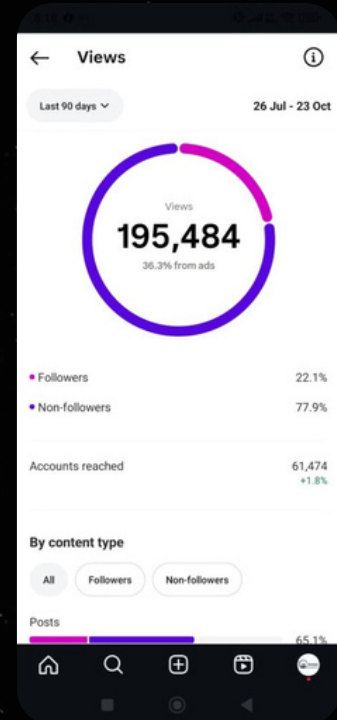 3:18
Views
Last 90 days
26 Jul - 23 Oct
Views
195,484
36.3% from ads
Followers 22.1%
Non-followers 77.9%
Accounts reached 61,474
+1.8%
By content type
All Followers Non-followers
Posts 65.1%